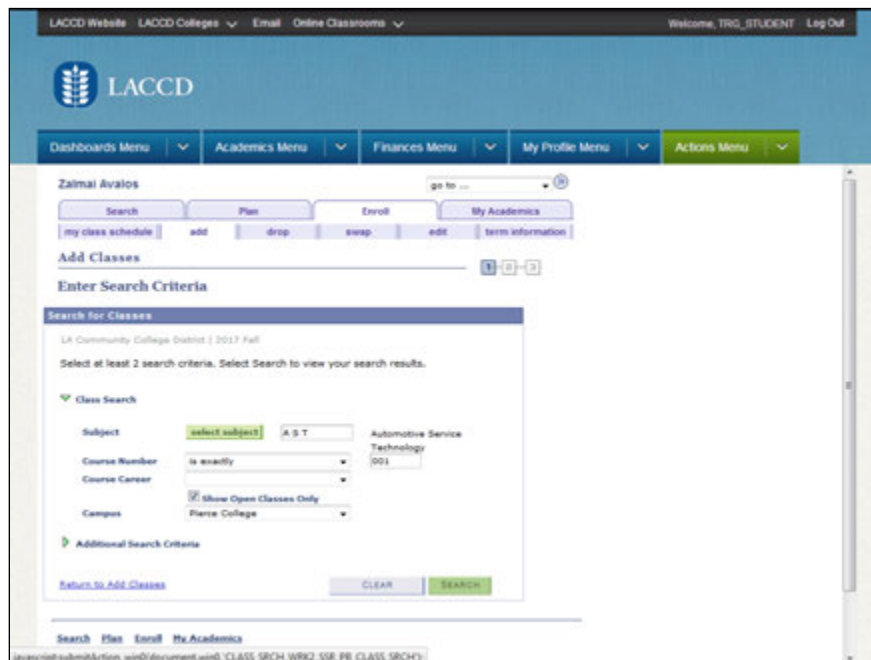 LACCD Website LACCD Colleges Email Online Classrooms Welcome, TRG_STUDENT Log Out
LACCD
Dashboards Menu Academics Menu Finances Menu My Profile Menu Actions Menu
Zalmai Avalos go to ...
Search Plan Enroll My Academics
my class schedule add drop swap edit term information
Add Classes 1 2 3
Enter Search Criteria
Search for Classes
LA Community College District | 2017 Fall
Select at least 2 search criteria. Select Search to view your search results.
Class Search
Subject select subject A S T Automotive Service
Technology
Course Number is exactly 001
Course Career
Show Open Classes Only
Campus Pierce College
Additional Search Criteria
Return to Add Classes CLEAR SEARCH
Search Plan Enroll My Academics
javascript:submitAction_win0(document.win0,'CLASS_SRCH_WRK2_SSR_PB_CLASS_SRCH');